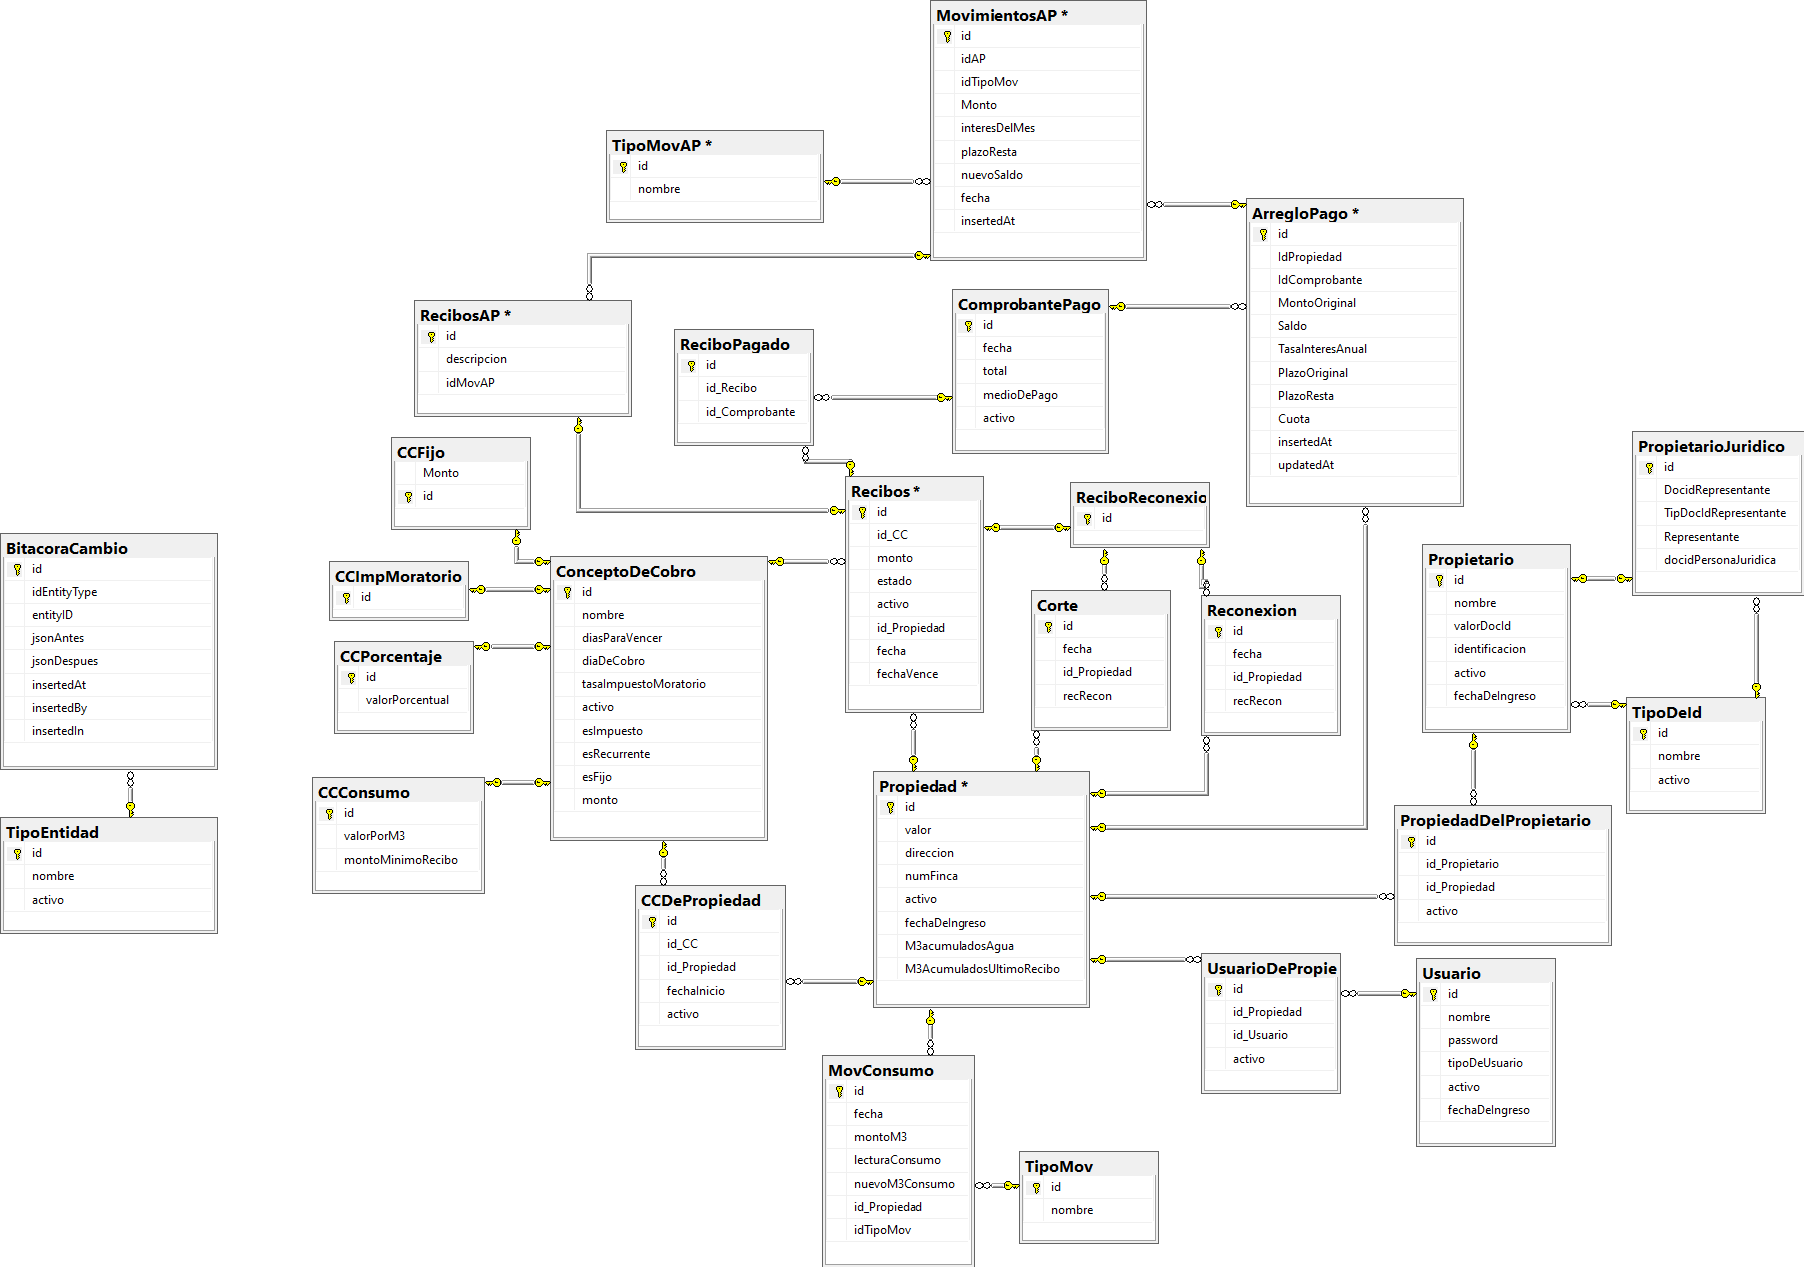 MovimientosAP *
id
idAP
idTipoMov
Monto
interesDelMes
plazoResta
nuevoSaldo
fecha
insertedAt
TipoMovAP *
id
nombre
ArregloPago *
id
IdPropiedad
IdComprobante
MontoOriginal
Saldo
TasaInteresAnual
PlazoOriginal
PlazoResta
Cuota
insertedAt
updatedAt
RecibosAP *
id
descripcion
idMovAP
ReciboPagado
id
id_Recibo
id_Comprobante
ComprobantePago
id
fecha
total
medioDePago
activo
CCFijo
Monto
id
PropietarioJuridico
id
DocidRepresentante
TipDocIdRepresentante
Representante
docidPersonaJuridica
Recibos *
id
id_CC
monto
estado
activo
id_Propiedad
fecha
fechaVence
ReciboReconexio
id
BitacoraCambio
id
idEntityType
entityID
jsonAntes
jsonDespues
insertedAt
insertedBy
insertedIn
CCImpMoratorio
id
ConceptoDeCobro
id
nombre
diasParaVencer
diaDeCobro
tasaImpuestoMoratorio
activo
esImpuesto
esRecurrente
esFijo
monto
Propietario
id
nombre
valorDocId
identificacion
activo
fechaDeIngreso
Corte
id
fecha
id_Propiedad
recRecon
Reconexion
id
fecha
id_Propiedad
recRecon
CCPorcentaje
id
valorPorcentual
TipoDeId
id
nombre
activo
CCConsumo
id
valorPorM3
montoMinimoRecibo
Propiedad *
id
valor
direccion
numFinca
activo
fechaDeIngreso
M3acumuladosAgua
M3AcumuladosUltimoRecibo
TipoEntidad
id
nombre
activo
PropiedadDelPropietario
id
id_Propietario
id_Propiedad
activo
CCDePropiedad
id
id_CC
id_Propiedad
fechaInicio
activo
UsuarioDePropie
id
id_Propiedad
id_Usuario
activo
Usuario
id
nombre
password
tipoDeUsuario
activo
fechaDeIngreso
MovConsumo
id
fecha
montoM3
lecturaConsumo
nuevoM3Consumo
id_Propiedad
idTipoMov
TipoMov
id
nombre